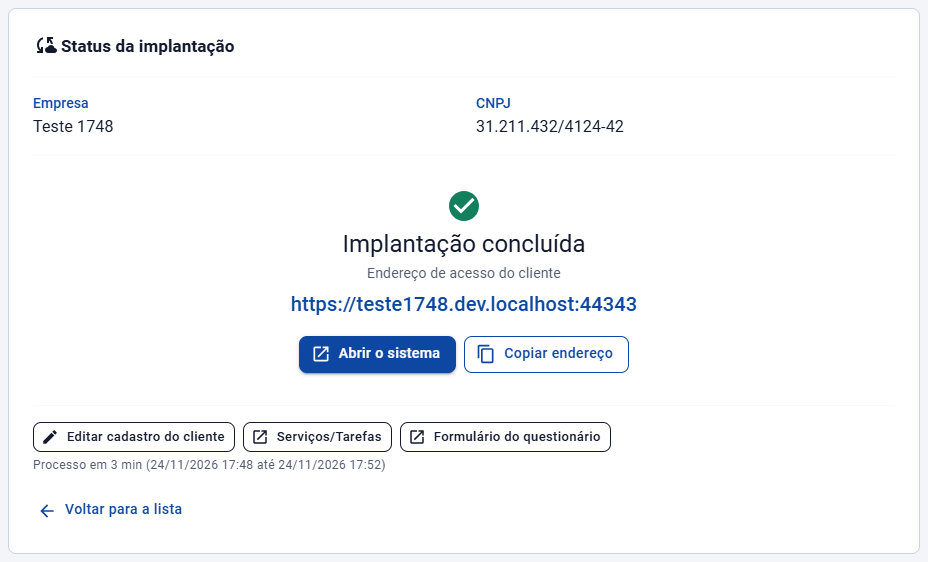 Status da implantação
Empresa
Teste 1748
CNPJ
31.211.432/4124-42
Implantação concluída
Endereço de acesso do cliente
https://teste1748.dev.localhost:44343
Abrir o sistema
Copiar endereço
Editar cadastro do cliente
Serviços/Tarefas
Formulário do questionário
Processo em 3 min (24/11/2026 17:48 até 24/11/2026 17:52)
Voltar para a lista